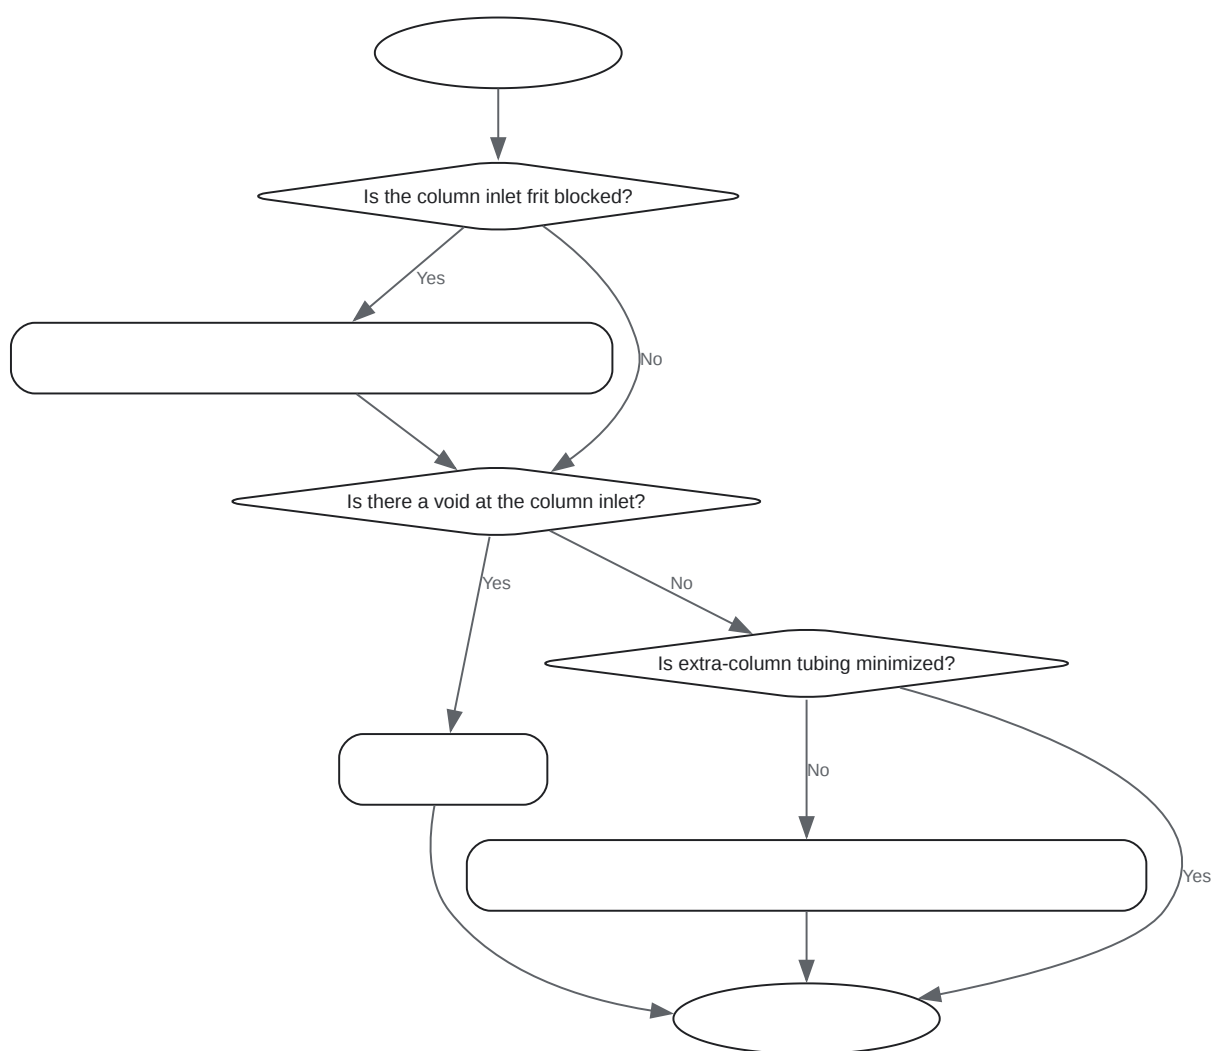 Is the column inlet frit blocked?
Yes
No
Is there a void at the column inlet?
Yes
No
Is extra-column tubing minimized?
No
Yes